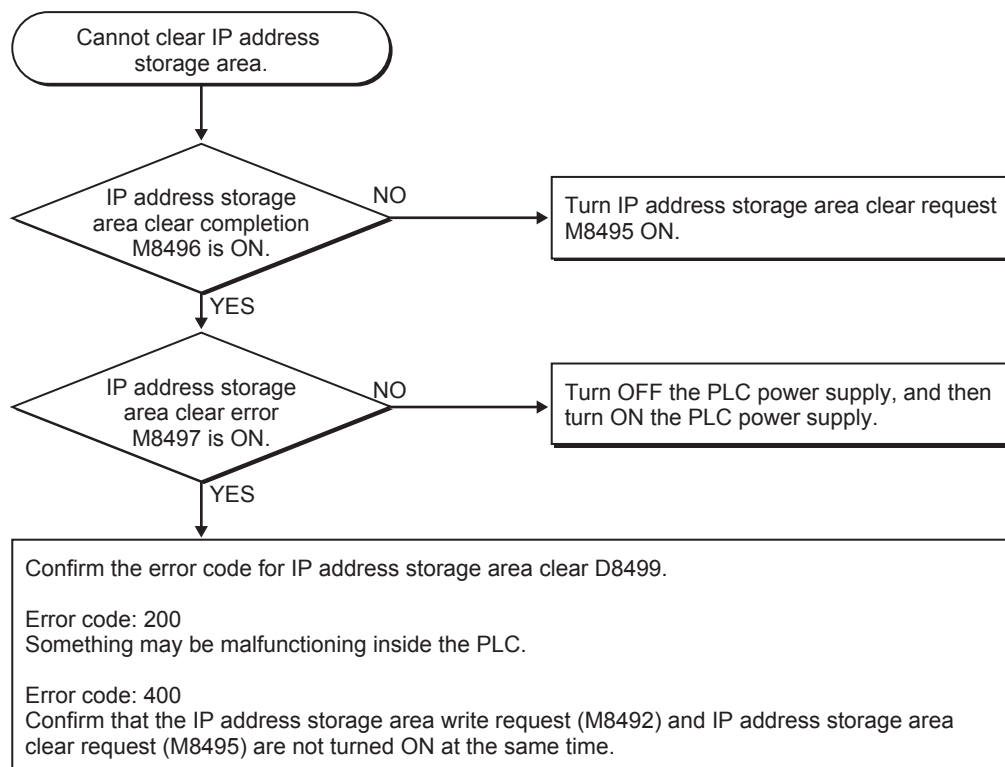 Cannot clear IP address
storage area.
IP address storage
area clear completion
M8496 is ON.
NO
Turn IP address storage area clear request
M8495 ON.
YES
IP address storage
area clear error
M8497 is ON.
NO
Turn OFF the PLC power supply, and then
turn ON the PLC power supply.
YES
Confirm the error code for IP address storage area clear D8499.
Error code: 200
Something may be malfunctioning inside the PLC.
Error code: 400
Confirm that the IP address storage area write request (M8492) and IP address storage area
clear request (M8495) are not turned ON at the same time.